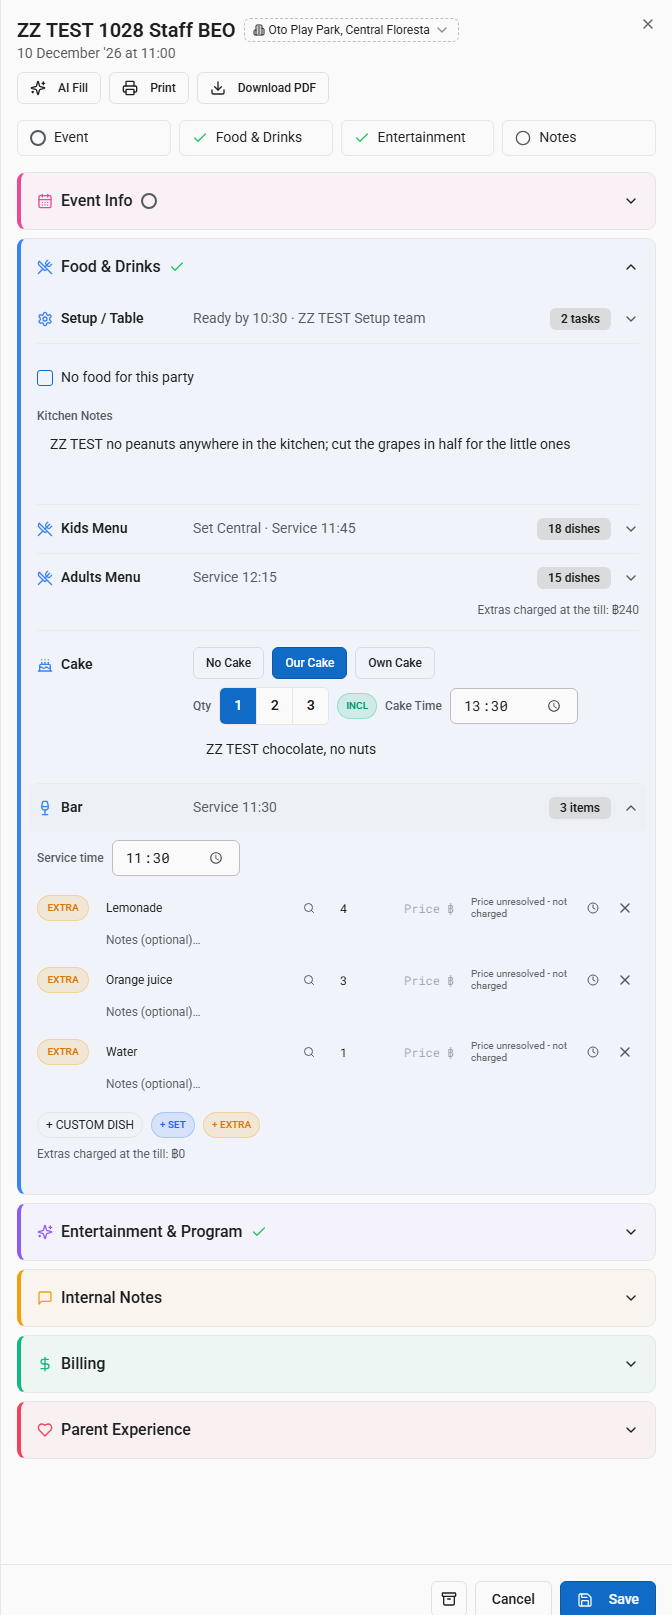 ZZ TEST 1028 Staff BEO
Oto Play Park, Central Floresta
10 December '26 at 11:00
AI Fill
Print
Download PDF
Event
Food & Drinks
Entertainment
Notes
Event Info
Food & Drinks
Setup / Table
Ready by 10:30 · ZZ TEST Setup team
2 tasks
No food for this party
Kitchen Notes
ZZ TEST no peanuts anywhere in the kitchen; cut the grapes in half for the little ones
Kids Menu
Set Central · Service 11:45
18 dishes
Adults Menu
Service 12:15
15 dishes
Extras charged at the till: ฿240
Cake
No Cake
Our Cake
Own Cake
Qty
1
2
3
INCL
Cake Time
13:30
ZZ TEST chocolate, no nuts
Bar
Service 11:30
3 items
Service time
11:30
EXTRA
Lemonade
4
Price ฿
Price unresolved - not
charged
Notes (optional)...
EXTRA
Orange juice
3
Price ฿
Price unresolved - not
charged
Notes (optional)...
EXTRA
Water
1
Price ฿
Price unresolved - not
charged
Notes (optional)...
+ CUSTOM DISH
+ SET
+ EXTRA
Extras charged at the till: ฿0
Entertainment & Program
Internal Notes
Billing
Parent Experience
Cancel
Save